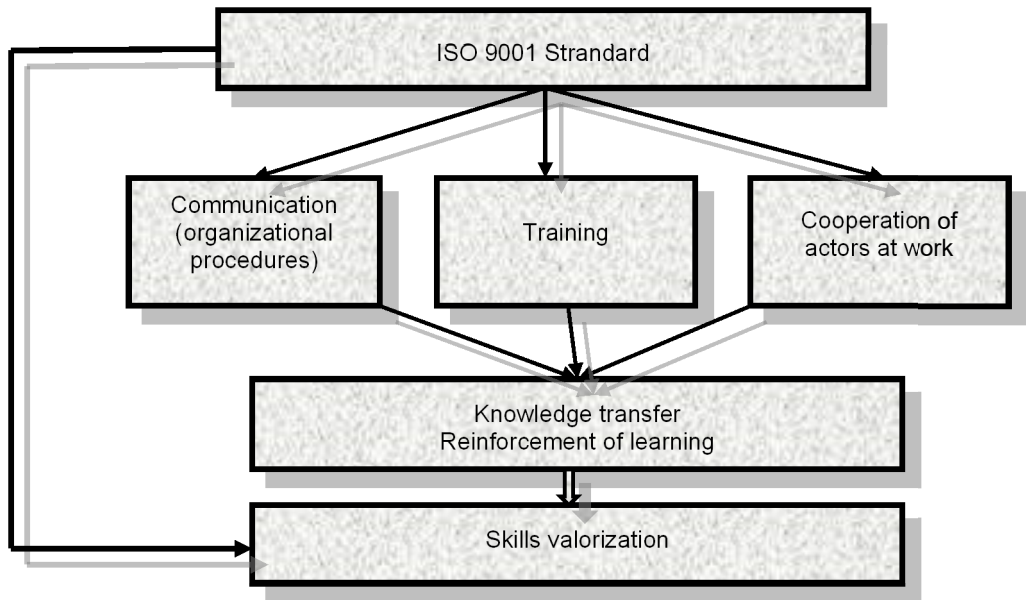 ISO 9001 Strandard
Communication
(organizational
procedures)
Training
Cooperation of
actors at work
Knowledge transfer
Reinforcement of learning
Skills valorization